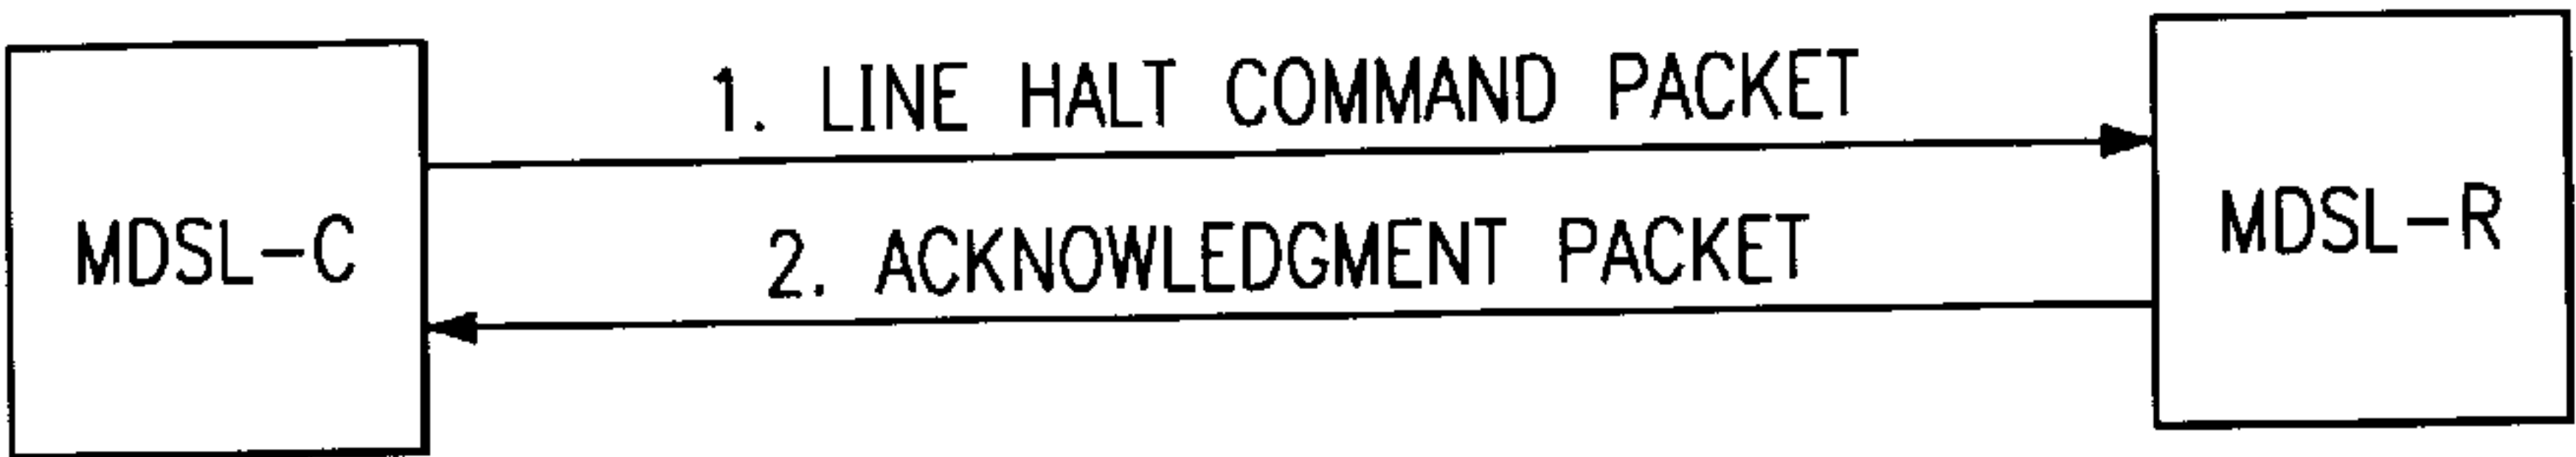 MDSL-C
1. LINE HALT COMMAND PACKET
2. ACKNOWLEDGMENT PACKET
MDSL-R